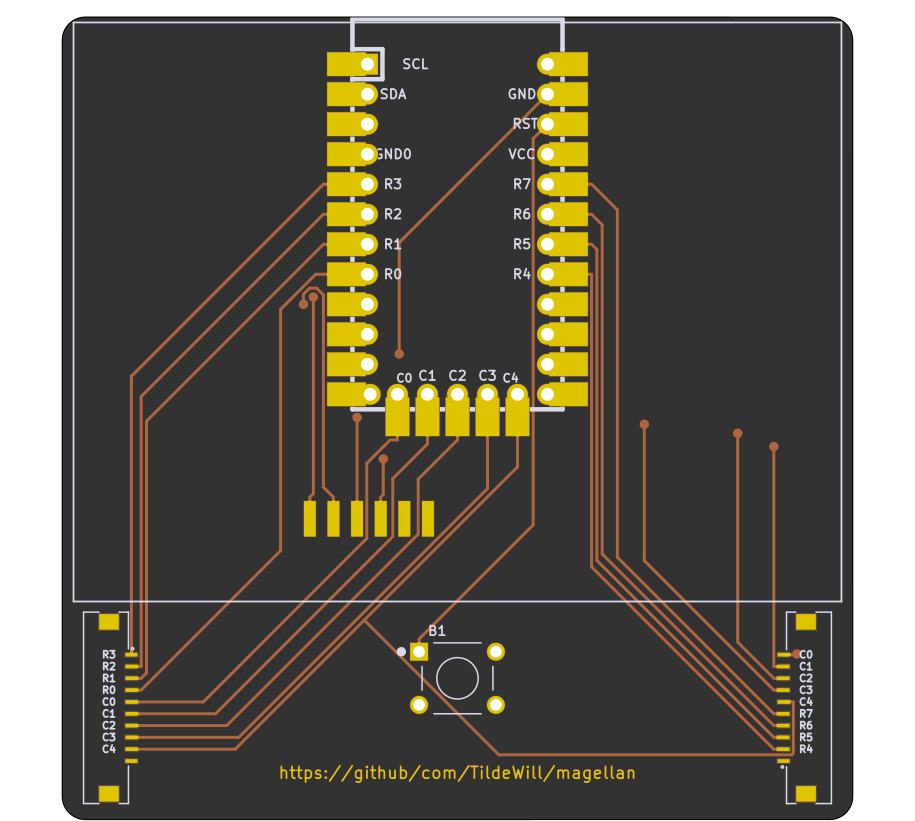 SCL
SDA GND
RST
GND0 VCC
R3 R7
R2 R6
R1 R5
R0 R4
C0 C1 C2 C3 C4
B1
R3
R2
R1
R0
C0
C1
C2
C3
C4
C0
C1
C2
C3
C4
R7
R6
R5
R4
https://github/com/TildeWill/magellan